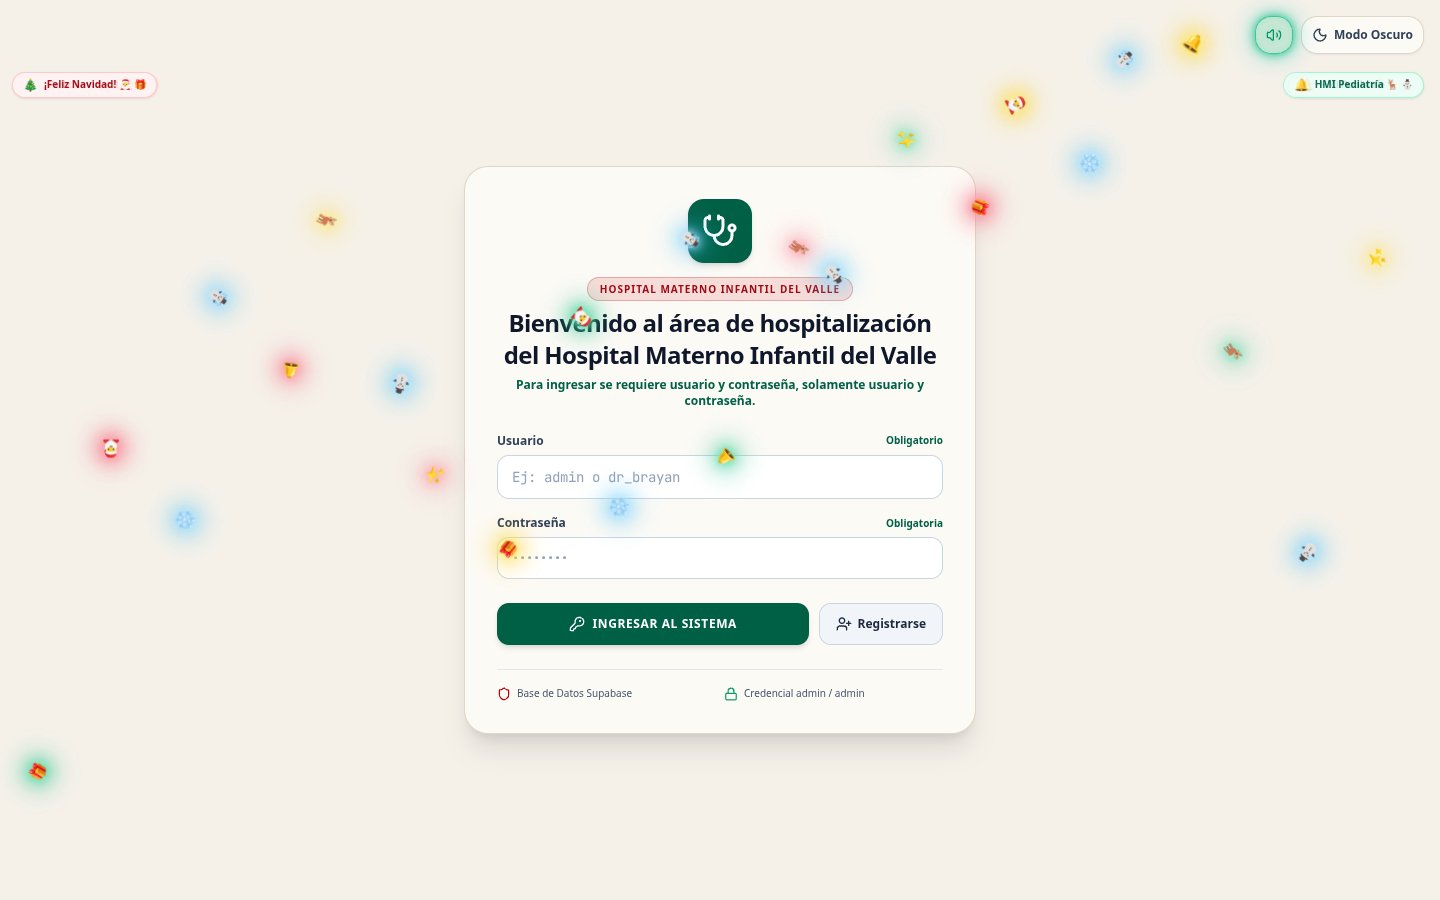 Modo Oscuro
🎄 ¡Feliz Navidad! 🎅 🎁
🔔 HMI Pediatría 🦌 ⛄
HOSPITAL MATERNO INFANTIL DEL VALLE
Bienvenido al área de hospitalización
del Hospital Materno Infantil del Valle
Para ingresar se requiere usuario y contraseña, solamente usuario y
contraseña.
Usuario
Obligatorio
Ej: admin o dr_brayan
Contraseña
Obligatoria
INGRESAR AL SISTEMA
Registrarse
Base de Datos Supabase
Credencial admin / admin